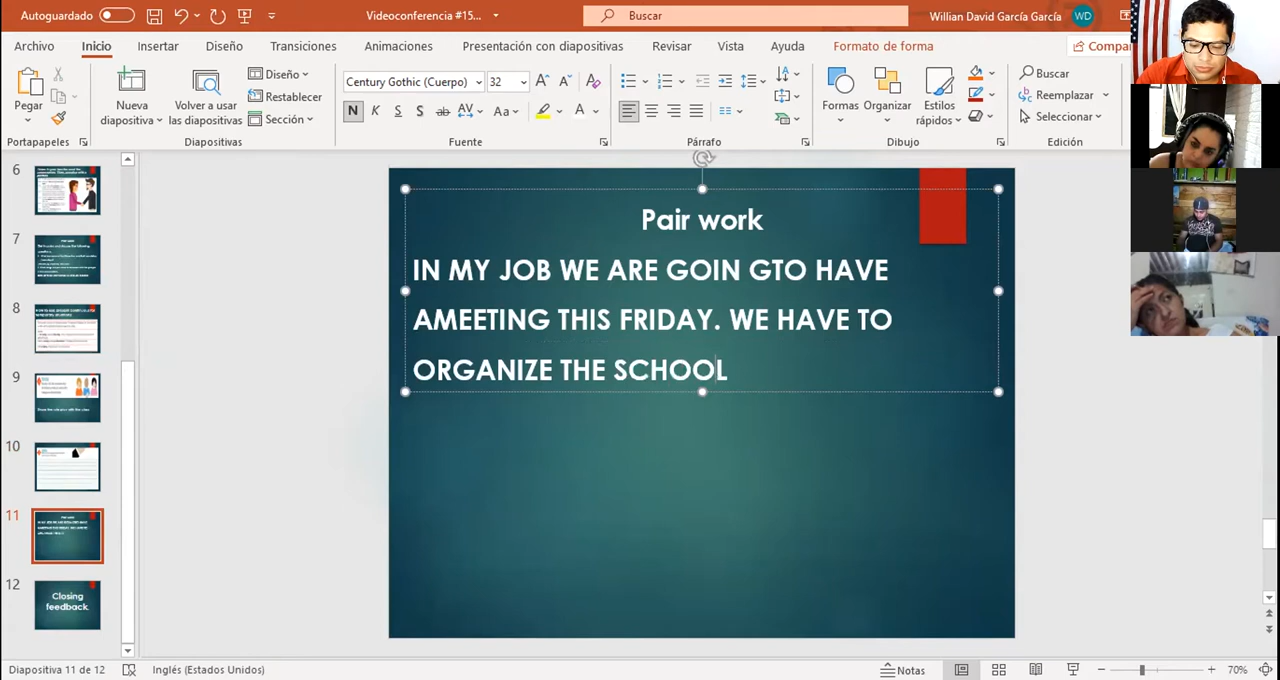 Autoguardado
Videoconferencia #15...
Buscar
Willian David García García
WD
Archivo
Inicio
Insertar
Diseño
Transiciones
Animaciones
Presentación con diapositivas
Revisar
Vista
Ayuda
Formato de forma
Compar
Pegar
Nueva diapositiva
Volver a usar las diapositivas
Diseño
Restablecer
Sección
Century Gothic (Cuerpo)
32
N K S S ab AV Aa A
Formas
Organizar
Estilos rápidos
Buscar
Reemplazar
Seleccionar
Portapapeles
Diapositivas
Fuente
Párrafo
Dibujo
Edición
6
7
8
9
10
11
12
Closing
feedback
Pair work
IN MY JOB WE ARE GOIN GTO HAVE
AMEETING THIS FRIDAY. WE HAVE TO
ORGANIZE THE SCHOOL
Diapositiva 11 de 12
Inglés (Estados Unidos)
Notas
70%